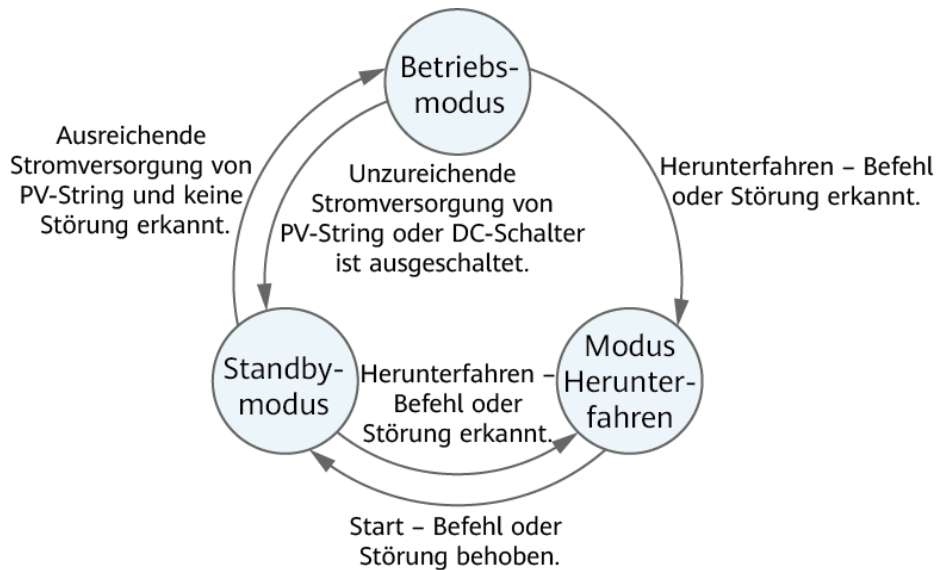 Betriebs-
modus
Ausreichende
Stromversorgung von
PV-String und keine
Störung erkannt.
Unzureichende
Stromversorgung von
PV-String oder DC-Schalter
ist ausgeschaltet.
Herunterfahren – Befehl
oder Störung erkannt.
Standby-
modus
Herunterfahren –
Befehl oder
Störung erkannt.
Modus
Herunter-
fahren
Start – Befehl oder
Störung behoben.